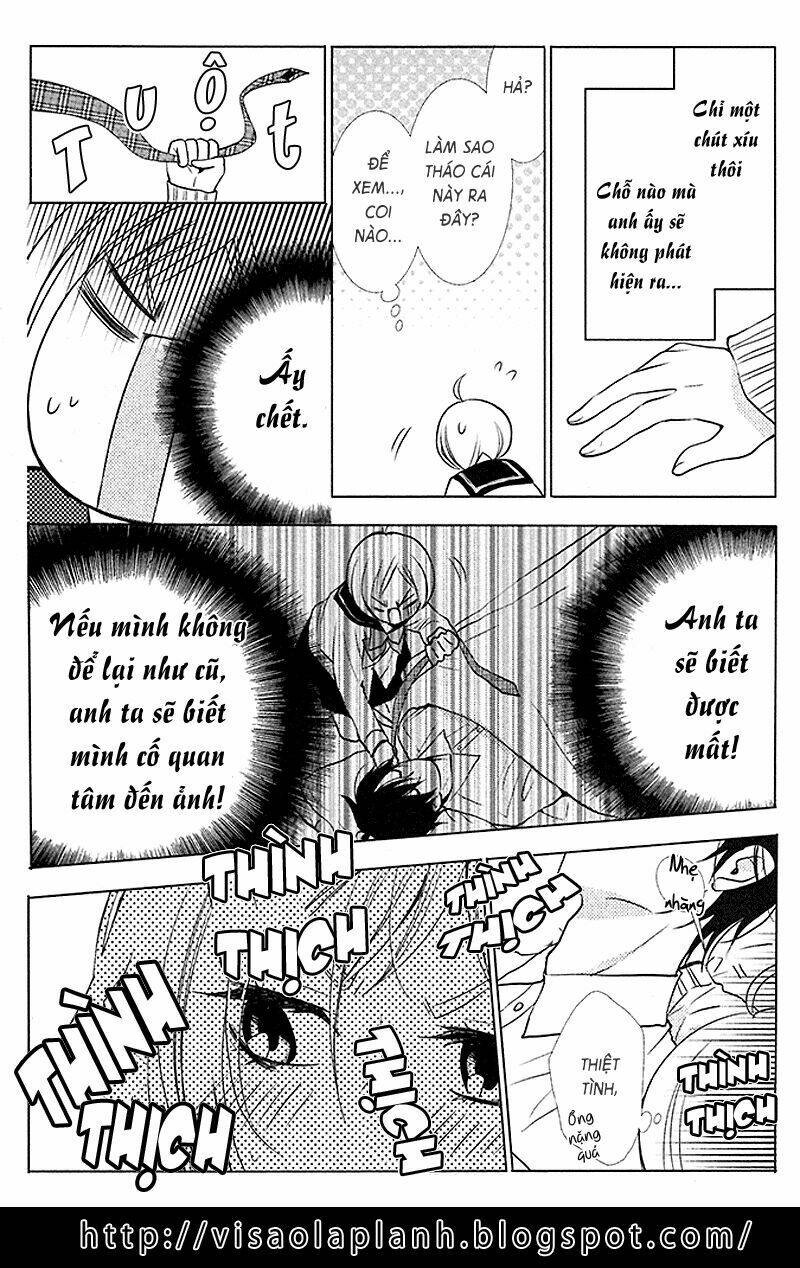 Chỉ một
chút xíu
thôi
Chỗ nào mà
anh ấy sẽ
không phát
hiện ra...
HẢ?
LÀM SAO
THÁO CÁI
NÀY RA
ĐÂY?
ĐỂ
XEM...,
COI
NÀO...
TUỘt
Ấy
chết.
Anh ta
sẽ biết
được
mất!
Nếu mình không
để lại như cũ,
anh ta sẽ biết
mình cố quan
tâm đến ảnh!
Nhẹ
nhàng
THIỆT
TÌNH,
Ổng
nặng
quá
THÌNH
THỊCH
THÌNH
THỊCH
THÌNH
THỊCH
THỊCH
THÌNH
THỊCH
http://visaolaplanh.blogspot.com/